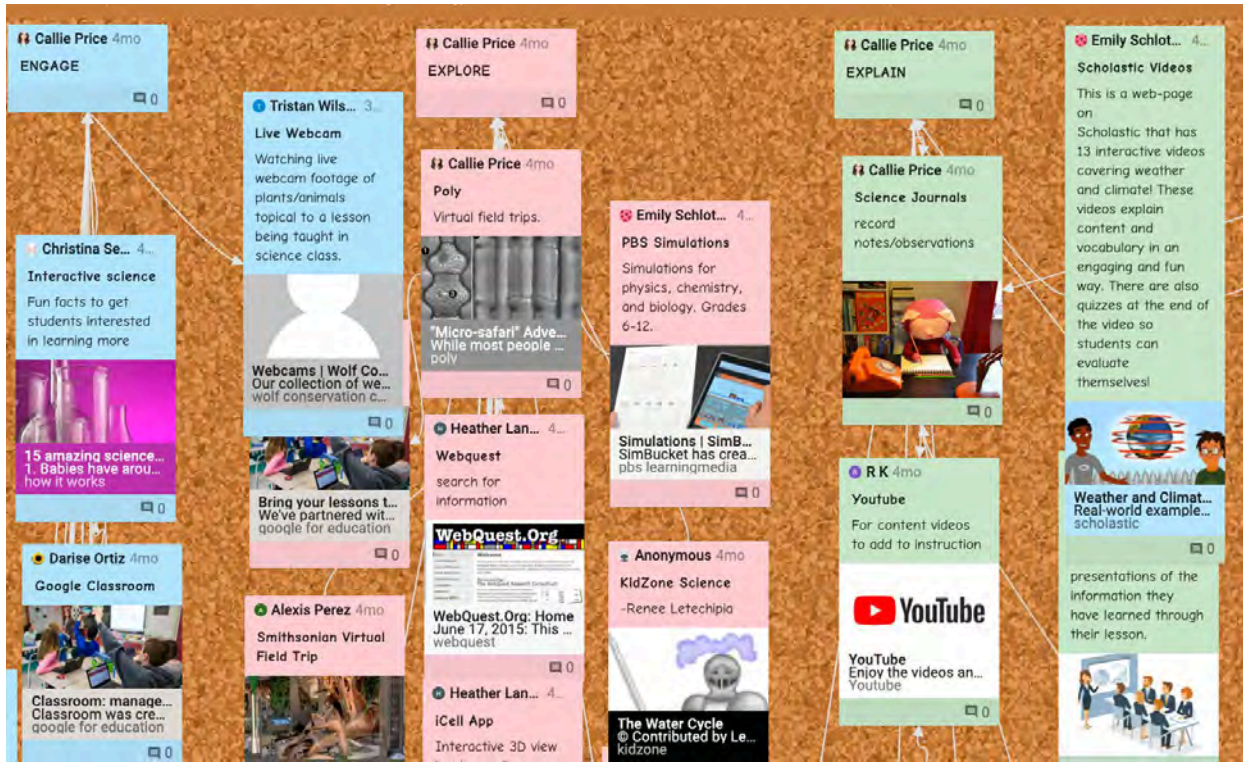 Callie Price 4mo
ENGAGE
0
Christina Se... 4...
Interactive science
Fun facts to get
students interested
in learning more
15 amazing science...
1. Babies have arou...
how it works
0
Darise Ortiz 4mo
Google Classroom
Classroom: manage...
Classroom was cre...
google for education
0
Tristan Wils... 3...
Live Webcam
Watching live
webcam footage of
plants/animals
topical to a lesson
being taught in
science class.
Webcams | Wolf Co...
Our collection of we...
wolf conservation c...
0
Bring your lessons t...
We've partnered wit...
google for education
0
Alexis Perez 4mo
Smithsonian Virtual
Field Trip
Callie Price 4mo
EXPLORE
0
Callie Price 4mo
Poly
Virtual field trips.
"Micro-safari" Adve...
While most people ...
poly
0
Heather Lan... 4...
Webquest
search for
information
WebQuest.Org
WebQuest.Org: Home
June 17, 2015: This ...
webquest
0
Heather Lan... 4...
iCell App
Interactive 3D view
Emily Schlot... 4...
PBS Simulations
Simulations for
physics, chemistry,
and biology. Grades
6-12.
Simulations | SimB...
SimBucket has crea...
pbs learningmedia
0
Anonymous 4mo
KidZone Science
-Renee Letechipia
The Water Cycle
© Contributed by Le...
kidzone
Callie Price 4mo
EXPLAIN
0
Callie Price 4mo
Science Journals
record
notes/observations
0
R K 4mo
Youtube
For content videos
to add to instruction
YouTube
YouTube
Enjoy the videos an...
Youtube
0
Emily Schlot... 4...
Scholastic Videos
This is a web-page
on
Scholastic that has
13 interactive videos
covering weather
and climate! These
videos explain
content and
vocabulary in an
engaging and fun
way. There are also
quizzes at the end of
the video so
students can
evaluate
themselves!
Weather and Climat...
Real-world example...
scholastic
0
presentations of the
information they
have learned through
their lesson.